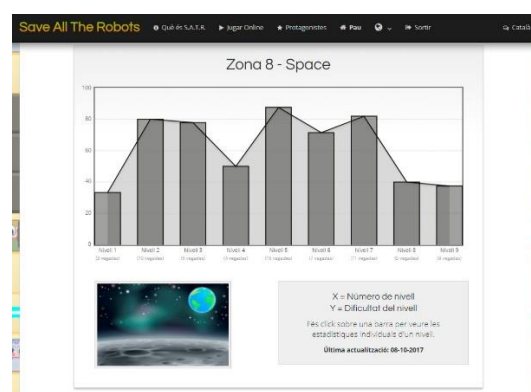 Save All The Robots
Què és S.A.T.R.
Jugar Online
Protagonistes
Pau
Sortir
Català
Zona 8 - Space
100
80
60
40
20
0
Nivell 1
Nivell 2
Nivell 3
Nivell 4
Nivell 5
Nivell 6
Nivell 7
Nivell 8
Nivell 9
X = Número de nivell
Y = Dificultat del nivell
Fes click sobre una barra per veure les
estadístiques individuals d'un nivell.
Última actualització: 08-10-2017